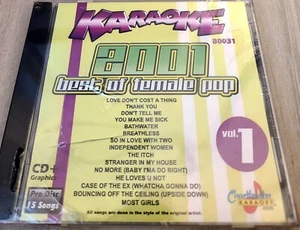 KARAOKE
80031
2001
best of female pop
LOVE DON'T COST A THING
THANK YOU
DON'T TELL ME
YOU MAKE ME SICK
BATHWATER
BREATHLESS
SO IN LOVE WITH TWO
INDEPENDENT WOMEN
THE ITCH
STRANGER IN MY HOUSE
NO MORE (BABY I'MA DO RIGHT)
HE LOVES U NOT
CASE OF THE EX (WHATCHA GONNA DO)
BOUNCING OFF THE CEILING (UPSIDE DOWN)
MOST GIRLS
vol.
1
CD+
Graphics
Pro Disc
15 Songs
Chartbuster
KARAOKE
All songs are done in the style of the original artist.